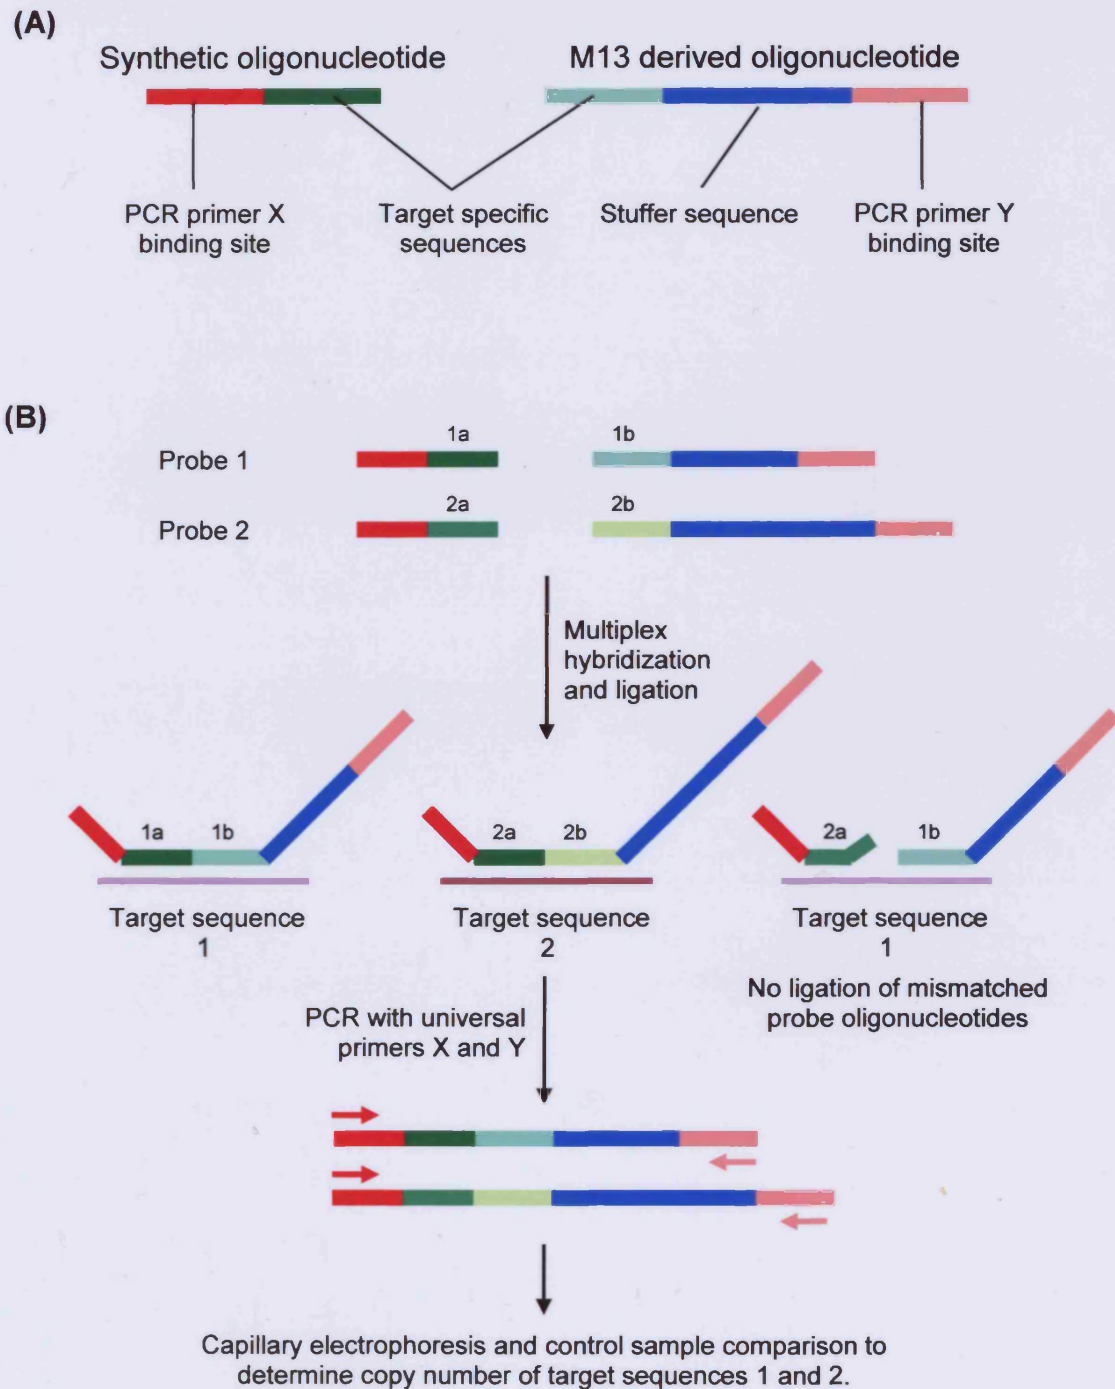 (A)
Synthetic oligonucleotide
M13 derived oligonucleotide
PCR primer X
binding site
Target specific
sequences
Stuffer sequence
PCR primer Y
binding site
(B)
1a
1b
Probe 1
2a
2b
Probe 2
Multiplex
hybridization
and ligation
1a
1b
2a
2b
2a
1b
Target sequence
1
Target sequence
2
Target sequence
1
No ligation of mismatched
probe oligonucleotides
PCR with universal
primers X and Y
Capillary electrophoresis and control sample comparison to
determine copy number of target sequences 1 and 2.